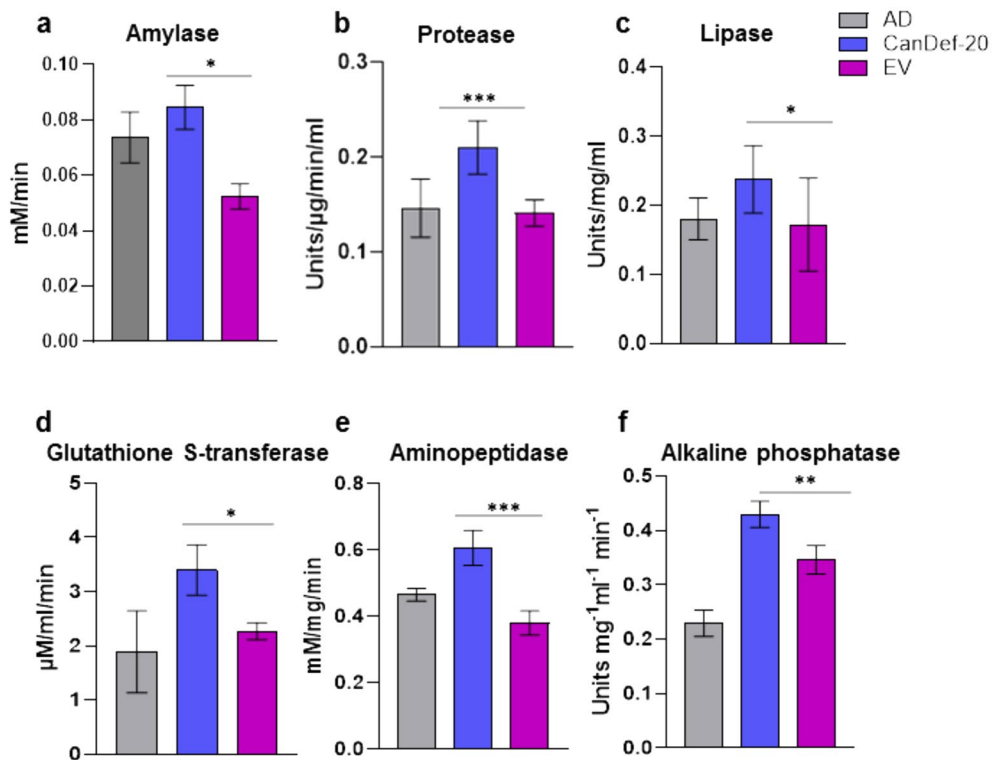 a
Amylase
*
0.10
0.08
0.06
0.04
0.02
0.00
mM/min
b
Protease
***
0.3
0.2
0.1
0.0
Units/µg/min/ml
c
Lipase
*
0.4
0.3
0.2
0.1
0.0
Units/mg/ml
AD
CanDef-20
EV
d
Glutathione S-transferase
*
5
4
3
2
1
0
µM/ml/min
e
Aminopeptidase
***
0.8
0.6
0.4
0.2
0.0
mM/mg/min
f
Alkaline phosphatase
**
0.5
0.4
0.3
0.2
0.1
0.0
Units mg⁻¹ml⁻¹ min⁻¹